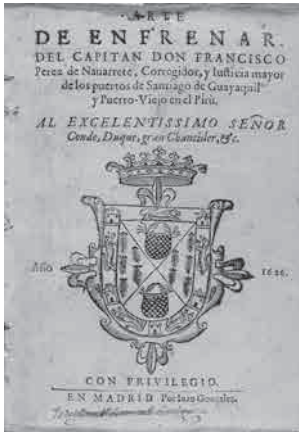 ARTE
DE ENFRENAR.
DEL CAPITAN DON FRANCISCO
Perez de Nauarrete, Corregidor, y Iusticia mayor
de los puertos de Santiago de Guayaquil
y Puerto-Viejo en el Pirù.
AL EXCELENTISSIMO SEÑOR
Conde, Duque, gran Chanciler, &c.
Año 1626.
CON PRIVILEGIO.
EN MADRID Por Iuan Gonçalez.